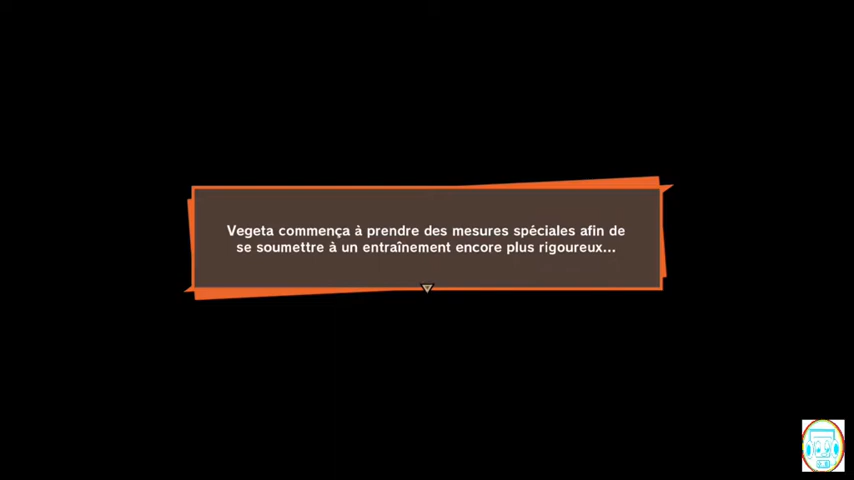 Vegeta commença à prendre des mesures spéciales afin de
se soumettre à un entraînement encore plus rigoureux...